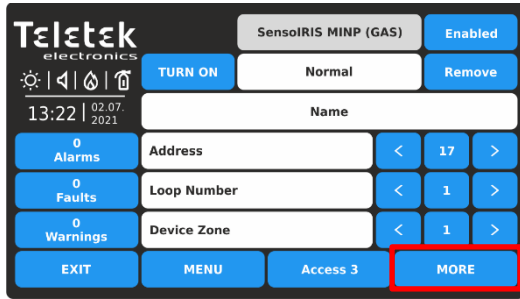 Teletek
electronics
SensoIRIS MINP (GAS)
Enabled
TURN ON
Normal
Remove
13:22
02.07.
2021
Name
0
Alarms
Address
<
17
>
0
Faults
Loop Number
<
1
>
0
Warnings
Device Zone
<
1
>
EXIT
MENU
Access 3
MORE